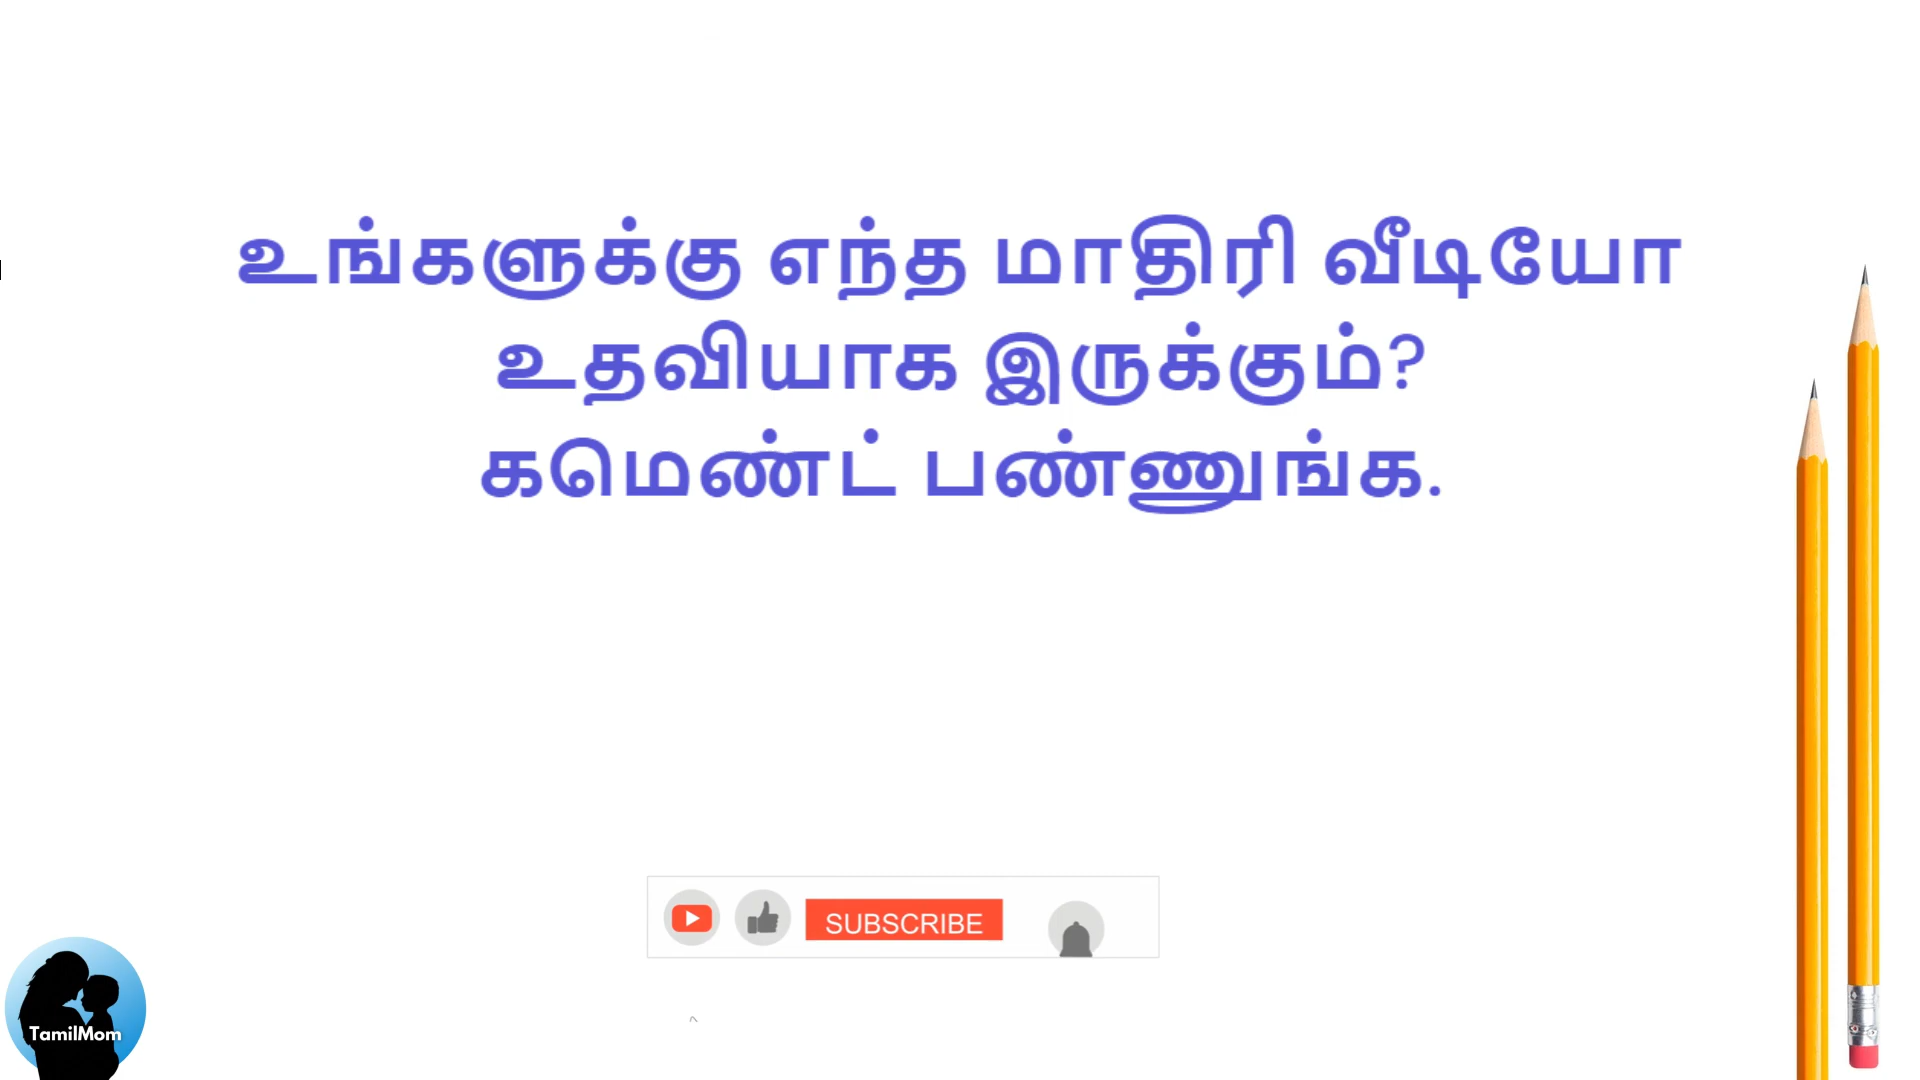 உங்களுக்கு எந்த மாதிரி வீடியோ
உதவியாக இருக்கும்?
கமெண்ட் பண்ணுங்க.
SUBSCRIBE
TamilMom